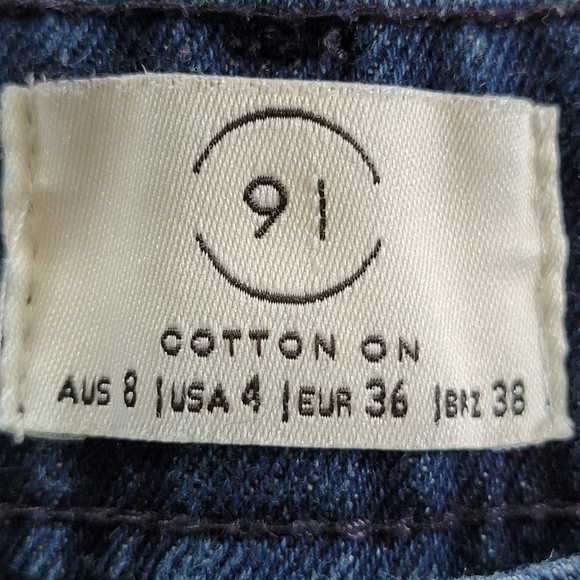 91
COTTON ON
AUS 8 | USA 4 | EUR 36 | BRZ 38